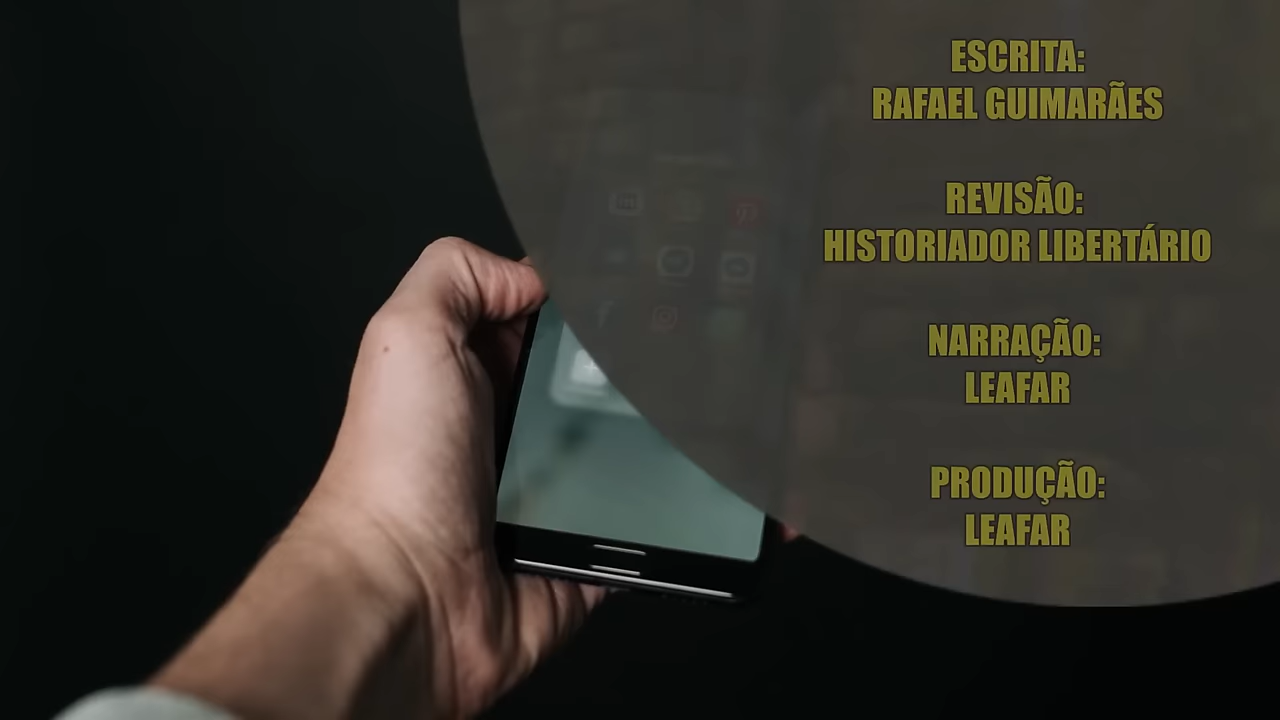 ESCRITA:
RAFAEL GUIMARÃES
REVISÃO:
HISTORIADOR LIBERTÁRIO
NARRAÇÃO:
LEAFAR
PRODUÇÃO:
LEAFAR